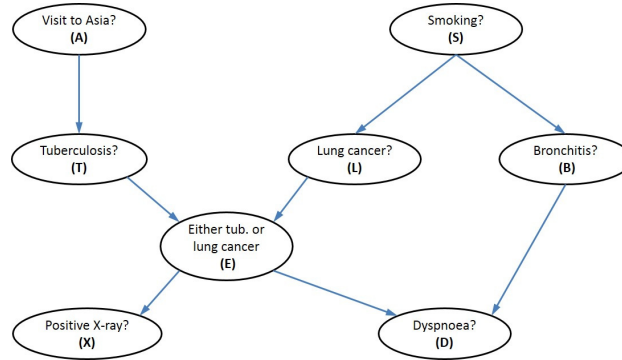 Visit to Asia?
(A)
Smoking?
(S)
Tuberculosis?
(T)
Lung cancer?
(L)
Bronchitis?
(B)
Either tub. or
lung cancer
(E)
Positive X-ray?
(X)
Dyspnoea?
(D)